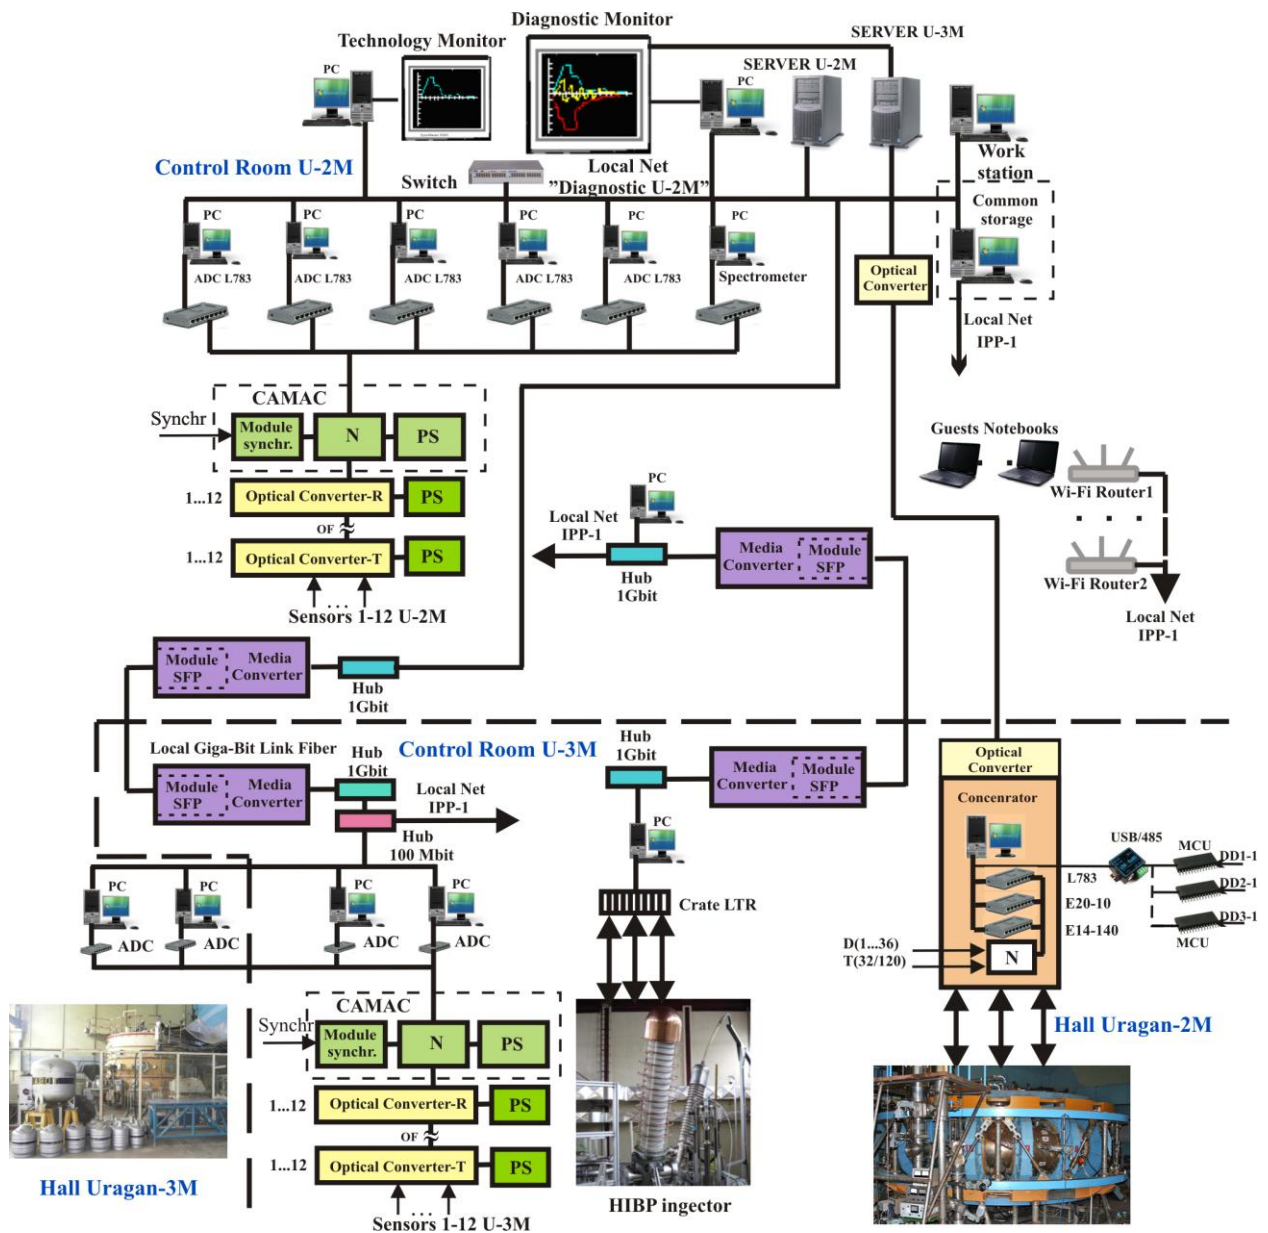 Diagnostic Monitor
SERVER U-3M
Technology Monitor
SERVER U-2M
PC
PC
Control Room U-2M
Local Net
"Diagnostic U-2M"
Work
station
Switch
Common
storage
PC
PC
PC
PC
PC
PC
ADC L783
ADC L783
ADC L783
ADC L783
ADC L783
Spectrometer
Optical
Converter
Local Net
IPP-1
CAMAC
Synchr
Module
synchr.
N
PS
Guests Notebooks
Wi-Fi Router1
1...12
Optical Converter-R
PS
OF
1...12
Optical Converter-T
PS
...
Sensors 1-12 U-2M
PC
Local Net
IPP-1
Hub
1Gbit
Media
Converter
Module
SFP
. . .
Wi-Fi Router2
Local Net
IPP-1
Module
SFP
Media
Converter
Hub
1Gbit
Local Giga-Bit Link Fiber
Control Room U-3M
Module
SFP
Media
Converter
Hub
1Gbit
Local Net
IPP-1
Hub
100 Mbit
Hub
1Gbit
Media
Converter
Module
SFP
Optical
Converter
Concenrator
PC
USB/485
MCU
DD1-1
L783
DD2-1
E20-10
DD3-1
E14-140
MCU
Crate LTR
D(1...36)
T(32/120)
N
PC
PC
PC
PC
ADC
ADC
ADC
ADC
Hall Uragan-2M
CAMAC
Synchr
Module
synchr.
N
PS
1...12
Optical Converter-R
PS
OF
1...12
Optical Converter-T
PS
...
Sensors 1-12 U-3M
Hall Uragan-3M
HIBP ingector